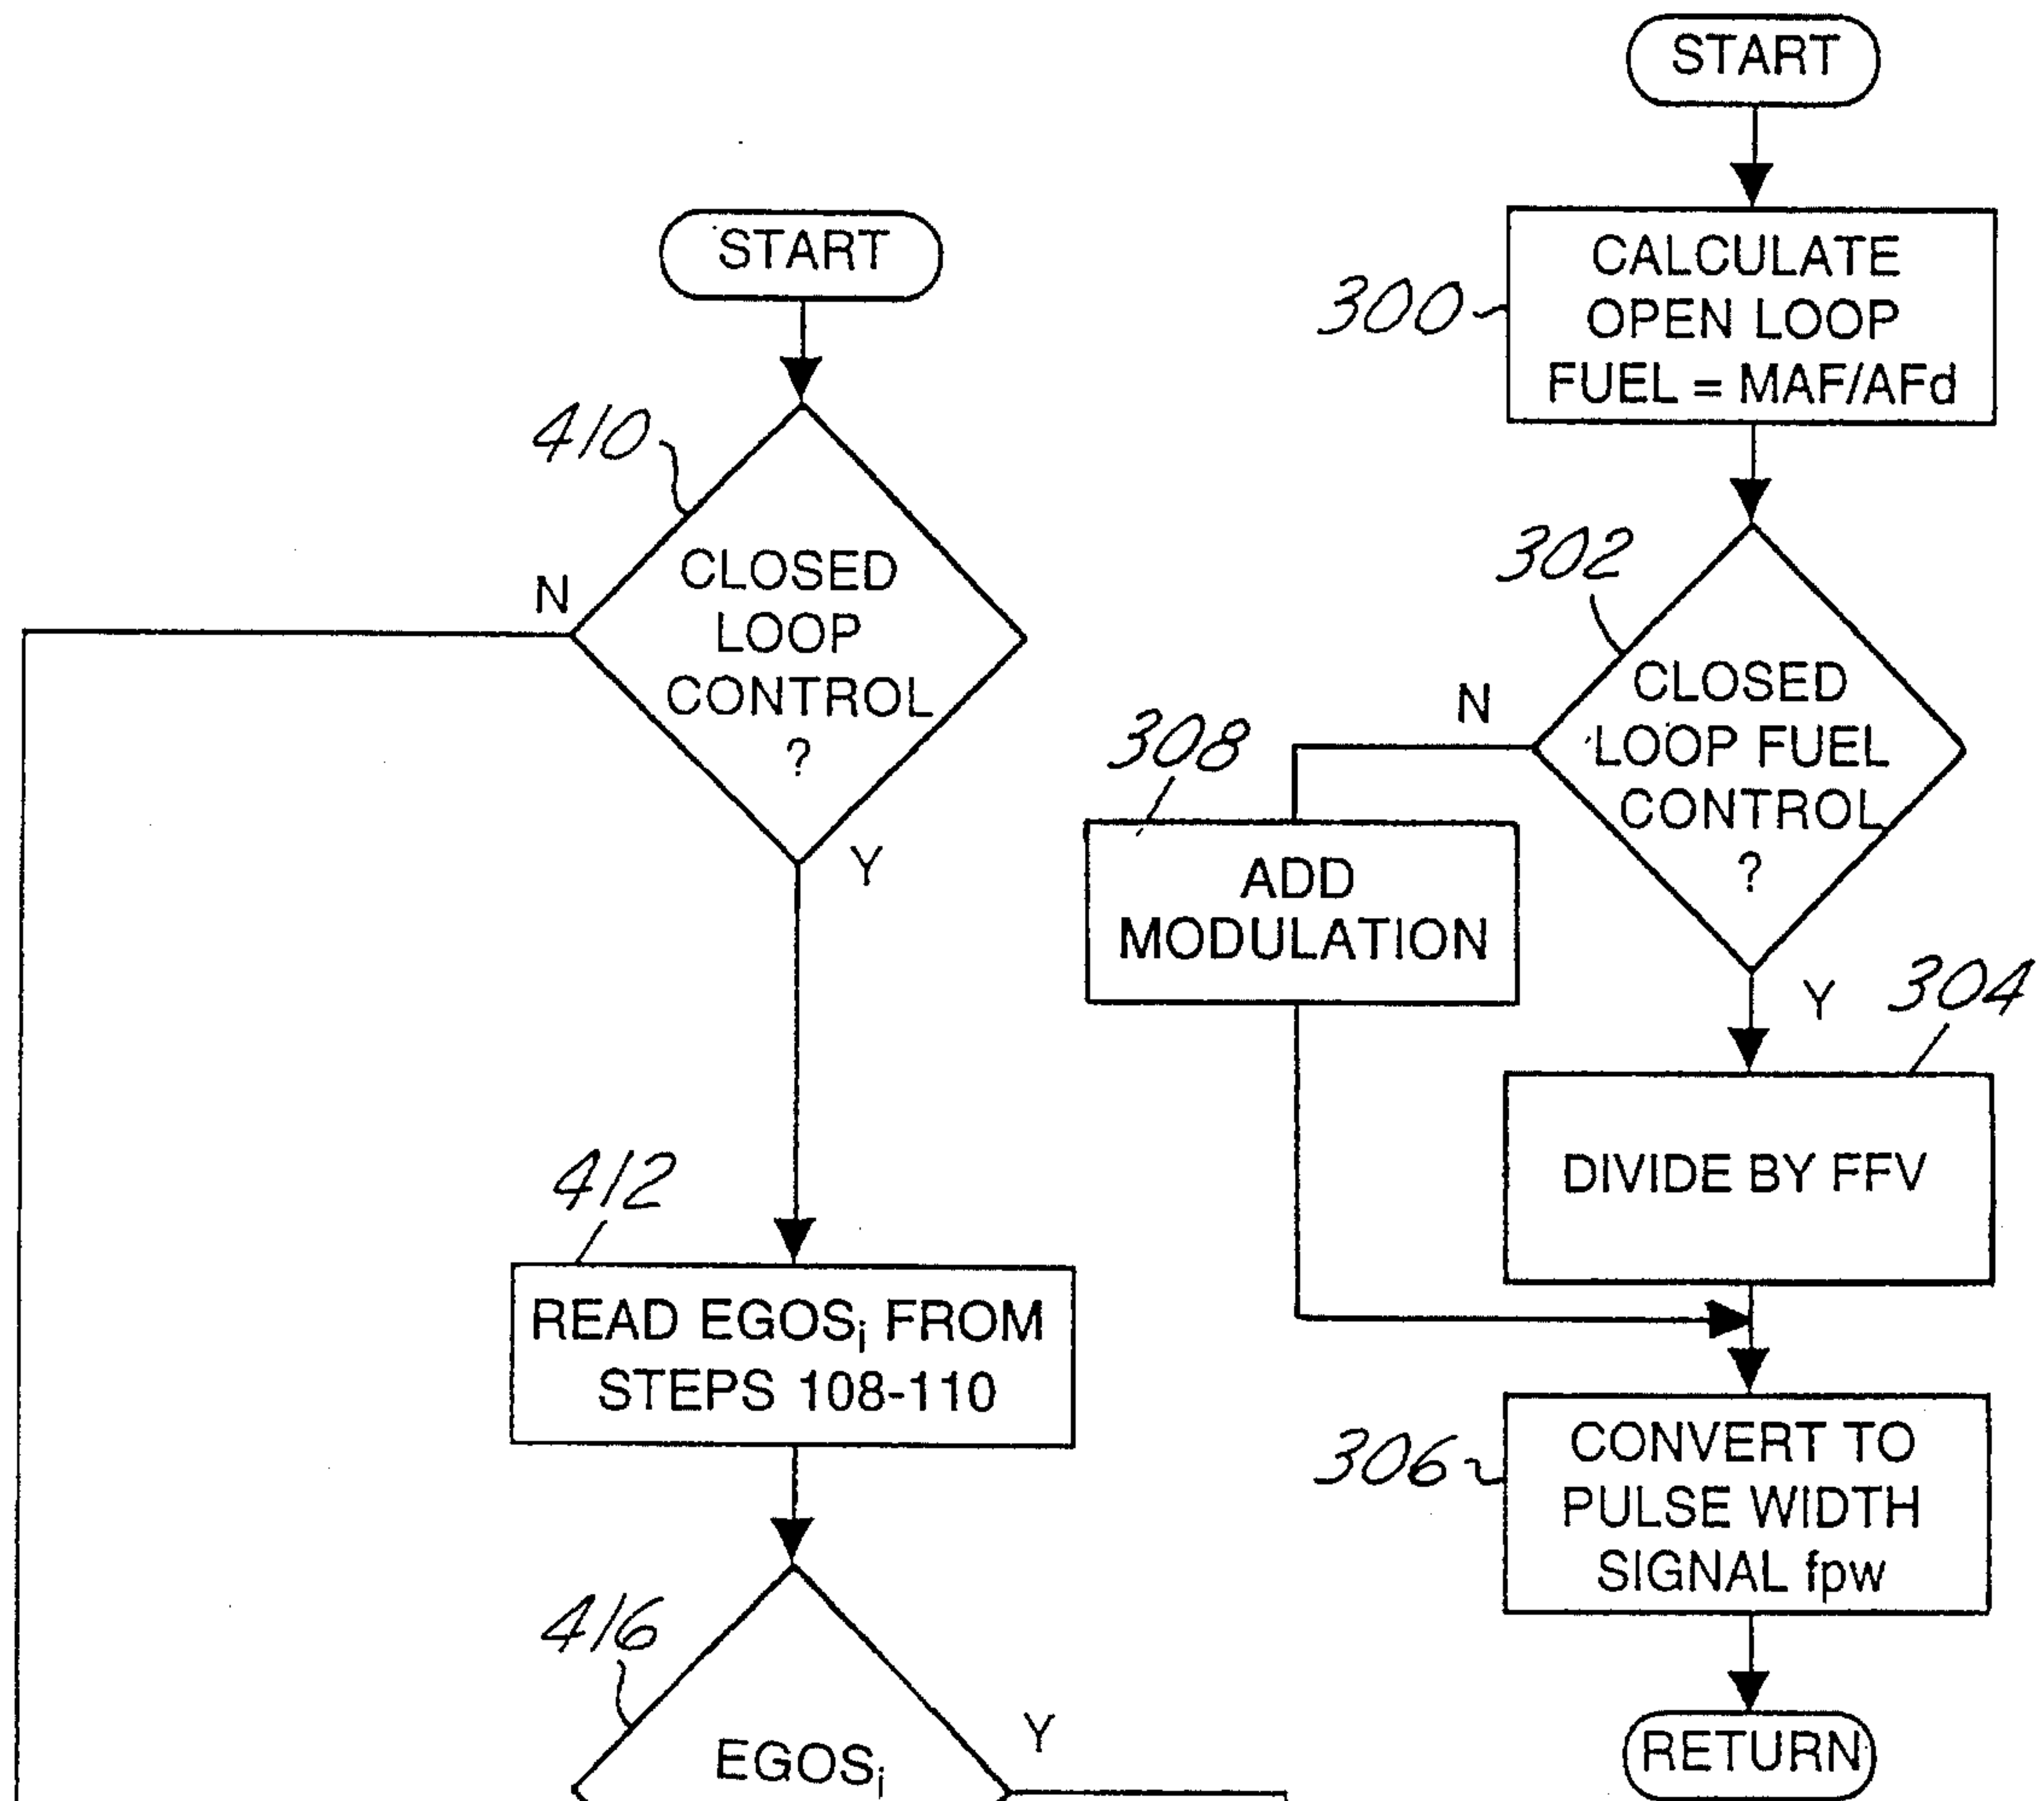 START
410
CLOSED
LOOP
CONTROL
?
N
Y
412
READ EGOSi FROM
STEPS 108-110
416
EGOSi
Y
START
300
CALCULATE
OPEN LOOP
FUEL = MAF/AFd
302
CLOSED
LOOP FUEL
CONTROL
?
N
Y
308
ADD
MODULATION
304
DIVIDE BY FFV
306
CONVERT TO
PULSE WIDTH
SIGNAL fpw
RETURN